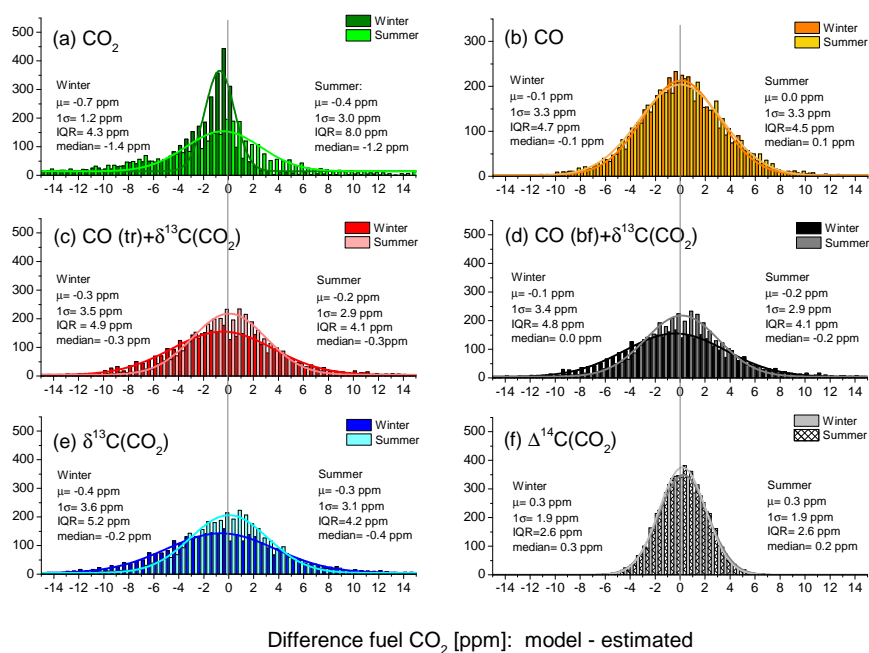 (a) CO2
Winter
Summer
Winter
μ= -0.7 ppm
1σ= 1.2 ppm
IQR= 4.3 ppm
median= -1.4 ppm
Summer:
μ= -0.4 ppm
1σ= 3.0 ppm
IQR= 8.0 ppm
median= -1.2 ppm
500
400
300
200
100
0
-14 -12 -10 -8 -6 -4 -2 0 2 4 6 8 10 12 14
(b) CO
Winter
Summer
Winter
μ= -0.1 ppm
1σ= 3.3 ppm
IQR=4.7 ppm
median= -0.1 ppm
Summer
μ= 0.0 ppm
1σ= 3.3 ppm
IQR=4.5 ppm
median= 0.1 ppm
300
200
100
0
-14 -12 -10 -8 -6 -4 -2 0 2 4 6 8 10 12 14
(c) CO (tr)+δ13C(CO2)
Winter
Summer
Winter
μ= -0.3 ppm
1σ= 3.5 ppm
IQR = 4.9 ppm
median= -0.3 ppm
Summer
μ= -0.2 ppm
1σ= 2.9 ppm
IQR = 4.1 ppm
median= -0.3ppm
500
400
300
200
100
0
-14 -12 -10 -8 -6 -4 -2 0 2 4 6 8 10 12 14
(d) CO (bf)+δ13C(CO2)
Winter
Summer
Winter
μ= -0.1 ppm
1σ= 3.4 ppm
IQR = 4.8 ppm
median= 0.0 ppm
Summer
μ= -0.2 ppm
1σ= 2.9 ppm
IQR= 4.1 ppm
median= -0.2 ppm
500
400
300
200
100
0
-14 -12 -10 -8 -6 -4 -2 0 2 4 6 8 10 12 14
(e) δ13C(CO2)
Winter
Summer
Winter
μ= -0.4 ppm
1σ= 3.6 ppm
IQR= 5.2 ppm
median= -0.2 ppm
Summer
μ= -0.3 ppm
1σ= 3.1 ppm
IQR=4.2 ppm
median= -0.4 ppm
500
400
300
200
100
0
-14 -12 -10 -8 -6 -4 -2 0 2 4 6 8 10 12 14
(f) Δ14C(CO2)
Winter
Summer
Winter
μ= 0.3 ppm
1σ= 1.9 ppm
IQR=2.6 ppm
median= 0.3 ppm
Summer
μ= 0.3 ppm
1σ= 1.9 ppm
IQR= 2.6 ppm
median= 0.2 ppm
500
400
300
200
100
0
-14 -12 -10 -8 -6 -4 -2 0 2 4 6 8 10 12 14
Difference fuel CO2 [ppm]: model - estimated